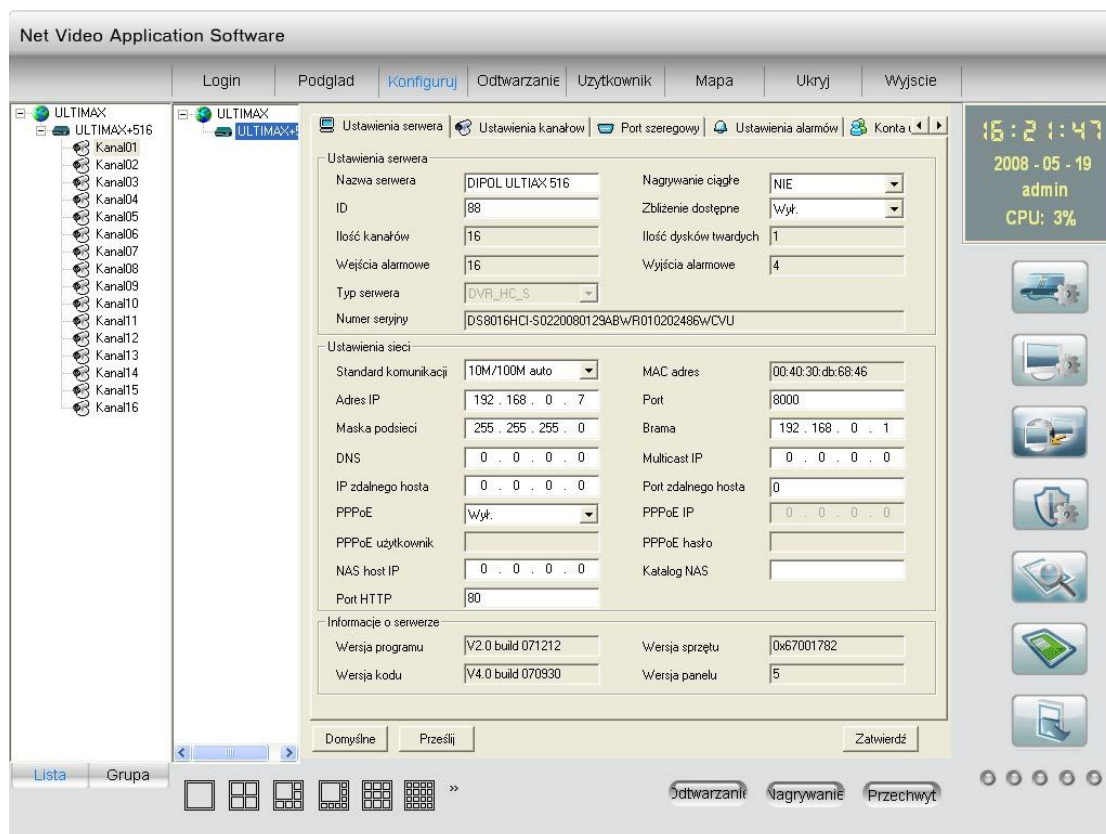 Net Video Application Software
Login Podglad Konfiguruj Odtwarzanie Uzytkownik Mapa Ukryj Wyjscie
ULTIMAX
ULTIMAX+516
Kanal01
Kanal02
Kanal03
Kanal04
Kanal05
Kanal06
Kanal07
Kanal08
Kanal09
Kanal10
Kanal11
Kanal12
Kanal13
Kanal14
Kanal15
Kanal16
Lista Grupa
ULTIMAX
ULTIMAX+5
Ustawienia serwera Ustawienia kanałow Port szeregowy Ustawienia alarmów Konta u
Ustawienia serwera
Nazwa serwera DIPOL ULTIAX 516 Nagrywanie ciągłe NIE
ID 88 Zbliżenie dostępne Wył.
Ilość kanałów 16 Ilość dysków twardych 1
Wejścia alarmowe 16 Wyjścia alarmowe 4
Typ serwera DVR_HC_S
Numer seryjny DS8016HCI-S0220080129ABWR010202486WCVU
Ustawienia sieci
Standard komunikacji 10M/100M auto MAC adres 00:40:30:db:68:46
Adres IP 192 . 168 . 0 . 7 Port 8000
Maska podsieci 255 . 255 . 255 . 0 Brama 192 . 168 . 0 . 1
DNS 0 . 0 . 0 . 0 Multicast IP 0 . 0 . 0 . 0
IP zdalnego hosta 0 . 0 . 0 . 0 Port zdalnego hosta 0
PPPoE Wył. PPPoE IP 0 . 0 . 0 . 0
PPPoE użytkownik PPPoE hasło
NAS host IP 0 . 0 . 0 . 0 Katalog NAS
Port HTTP 80
Informacje o serwerze
Wersja programu V2.0 build 071212 Wersja sprzętu 0x67001782
Wersja kodu V4.0 build 070930 Wersja panelu 5
Domyślne Prześlij Zatwierdź
» Odtwarzanie Nagrywanie Przechwyt
16:21:47
2008 - 05 - 19
admin
CPU: 3%